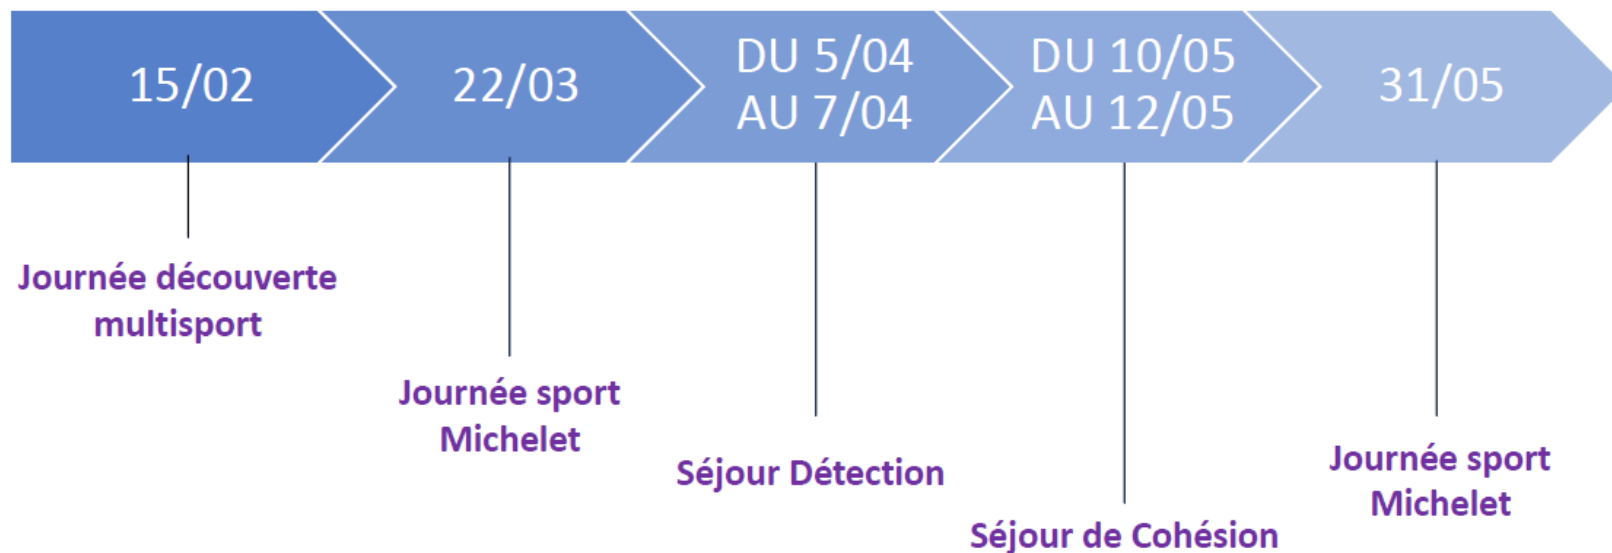 15/02
22/03
DU 5/04
AU 7/04
DU 10/05
AU 12/05
31/05
Journée découverte
multisport
Journée sport
Michelet
Séjour Détection
Séjour de Cohésion
Journée sport
Michelet